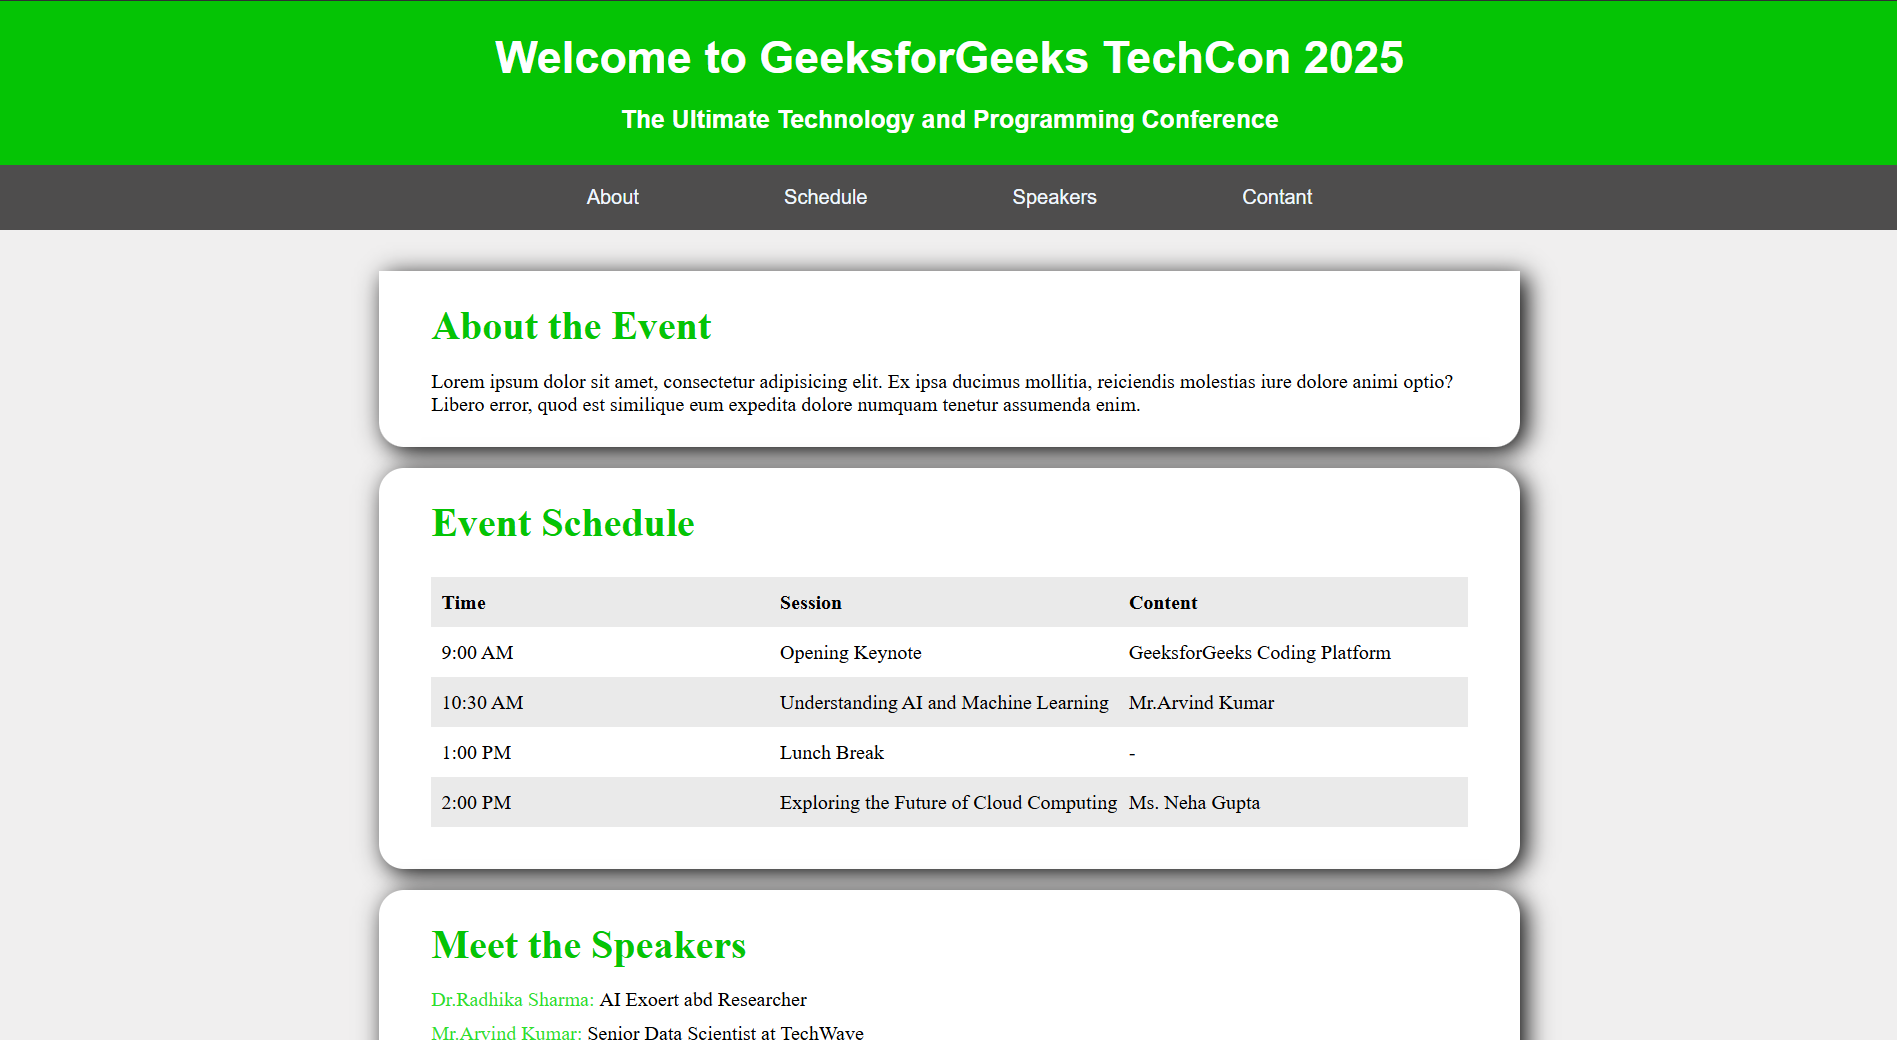 Welcome to GeeksforGeeks TechCon 2025
The Ultimate Technology and Programming Conference
About Schedule Speakers Contant
About the Event
Lorem ipsum dolor sit amet, consectetur adipisicing elit. Ex ipsa ducimus mollitia, reiciendis molestias iure dolore animi optio?
Libero error, quod est similique eum expedita dolore numquam tenetur assumenda enim.
Event Schedule
Time Session Content
9:00 AM Opening Keynote GeeksforGeeks Coding Platform
10:30 AM Understanding AI and Machine Learning Mr.Arvind Kumar
1:00 PM Lunch Break -
2:00 PM Exploring the Future of Cloud Computing Ms. Neha Gupta
Meet the Speakers
Dr.Radhika Sharma: AI Exoert abd Researcher
Mr.Arvind Kumar: Senior Data Scientist at TechWave